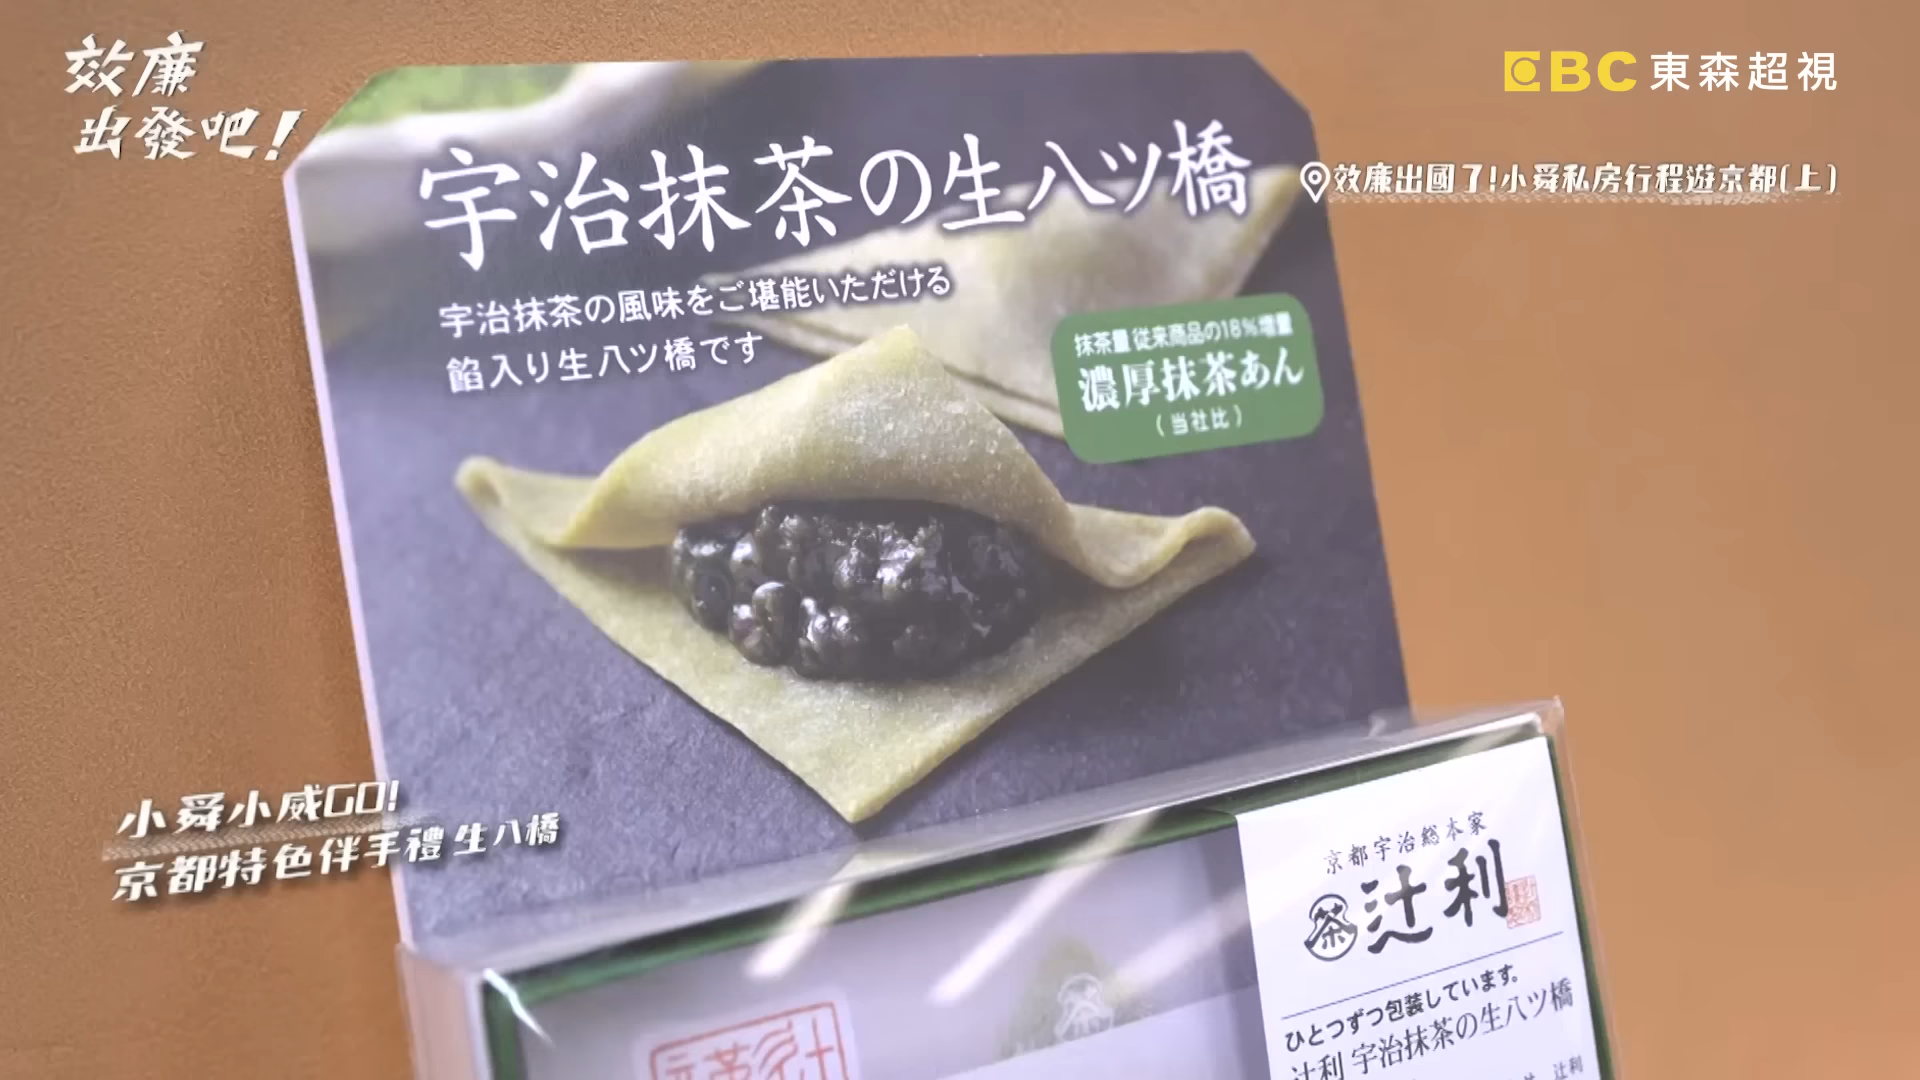 效廉
出發吧!
EBC 東森超視
效廉出國了!小舜私房行程遊京都(上)
宇治抹茶の生八ツ橋
宇治抹茶の風味をご堪能いただける
餡入り生八ツ橋です
抹茶量 従来商品の18%増量
濃厚抹茶あん
(当社比)
小舜小威GO!
京都特色伴手禮 生八橋
京都宇治総本家
茶 辻利
ひとつずつ包装しています。
辻利 宇治抹茶の生八ツ橋
辻利